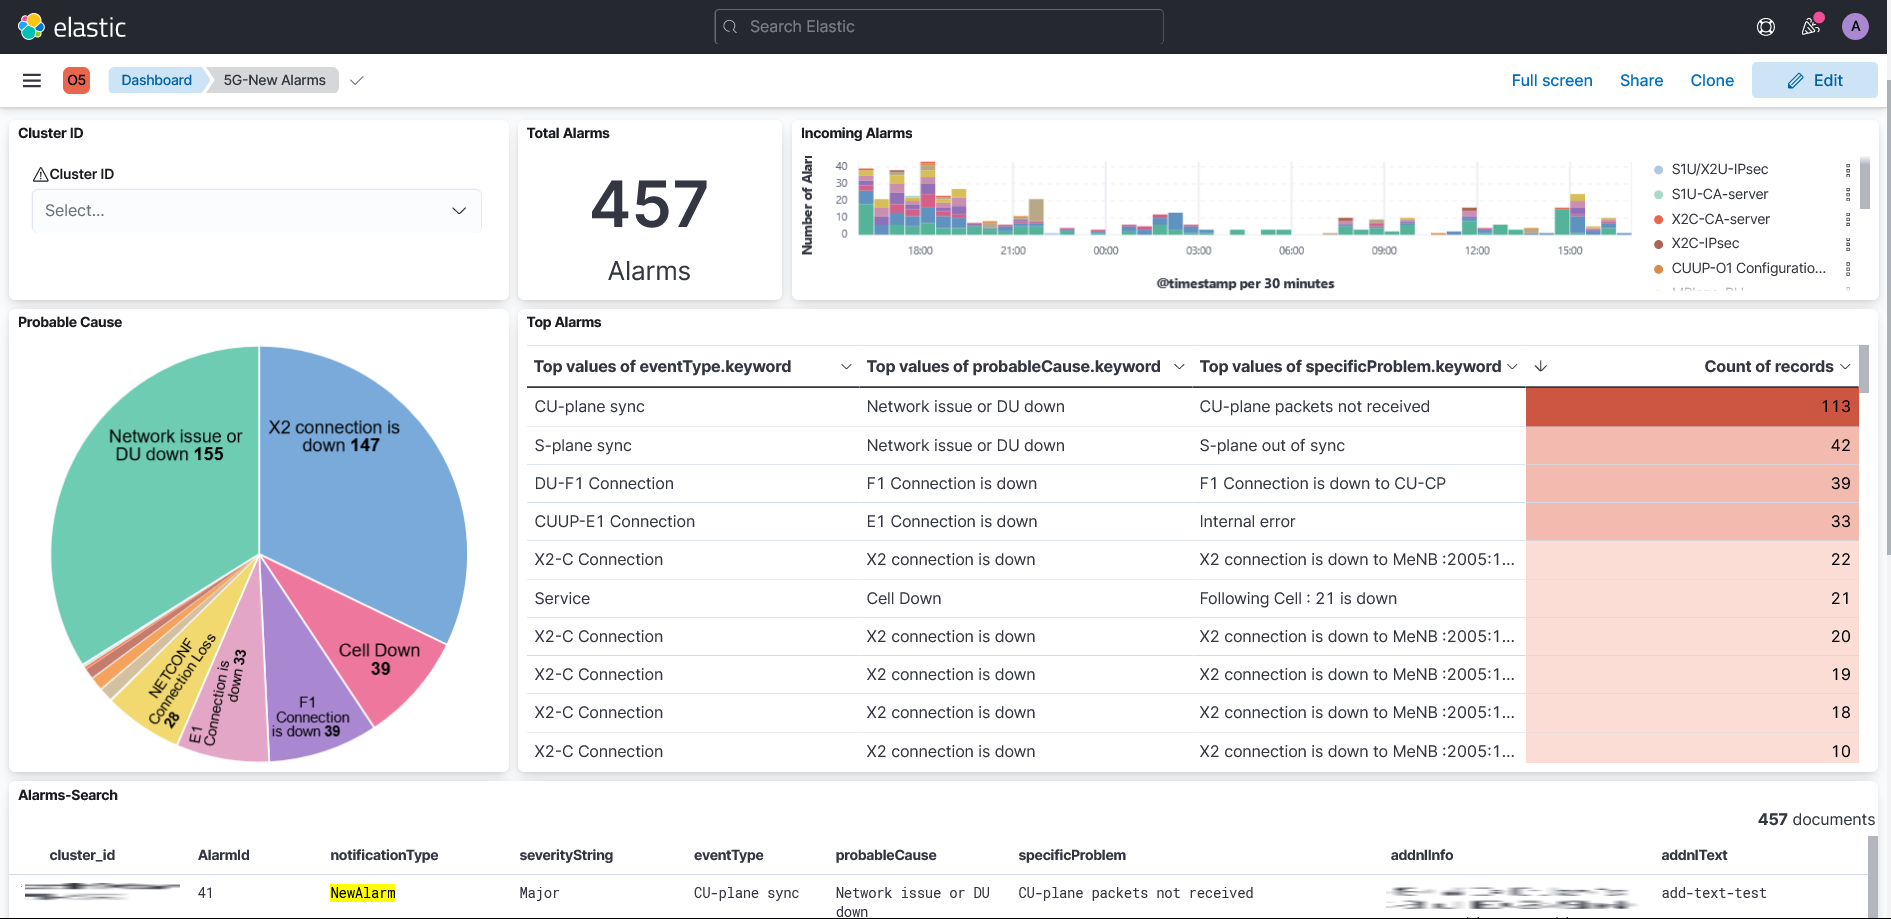 elastic
Search Elastic
A
O5
Dashboard
5G-New Alarms
Full screen
Share
Clone
Edit
Cluster ID
Cluster ID
Select...
Total Alarms
457
Alarms
Incoming Alarms
Number of Alar
40
30
20
10
0
18:00
21:00
00:00
03:00
06:00
09:00
12:00
15:00
@timestamp per 30 minutes
S1U/X2U-IPsec
S1U-CA-server
X2C-CA-server
X2C-IPsec
CUUP-O1 Configuratio...
Probable Cause
Network issue or
DU down 155
X2 connection is
down 147
Cell Down
39
F1
Connection
is down 39
E1
Connection is
down 33
NETCONF
Connection Loss
28
Top Alarms
Top values of eventType.keyword
Top values of probableCause.keyword
Top values of specificProblem.keyword
Count of records
CU-plane sync
Network issue or DU down
CU-plane packets not received
113
S-plane sync
Network issue or DU down
S-plane out of sync
42
DU-F1 Connection
F1 Connection is down
F1 Connection is down to CU-CP
39
CUUP-E1 Connection
E1 Connection is down
Internal error
33
X2-C Connection
X2 connection is down
X2 connection is down to MeNB :2005:1...
22
Service
Cell Down
Following Cell : 21 is down
21
X2-C Connection
X2 connection is down
X2 connection is down to MeNB :2005:1...
20
X2-C Connection
X2 connection is down
X2 connection is down to MeNB :2005:1...
19
X2-C Connection
X2 connection is down
X2 connection is down to MeNB :2005:1...
18
X2-C Connection
X2 connection is down
X2 connection is down to MeNB :2005:1...
10
Alarms-Search
457 documents
cluster_id
AlarmId
notificationType
severityString
eventType
probableCause
specificProblem
addnlInfo
addnlText
41
NewAlarm
Major
CU-plane sync
Network issue or DU
down
CU-plane packets not received
add-text-test